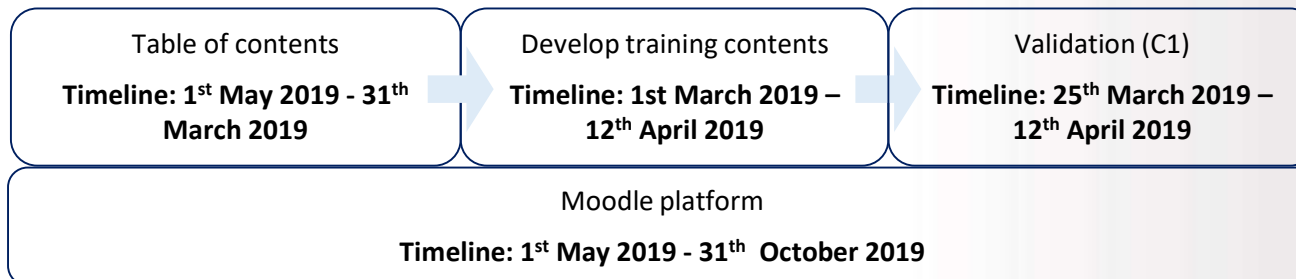 Table of contents
Timeline: 1st May 2019 - 31th
March 2019
Develop training contents
Timeline: 1st March 2019 –
12th April 2019
Validation (C1)
Timeline: 25th March 2019 –
12th April 2019
Moodle platform
Timeline: 1st May 2019 - 31th October 2019